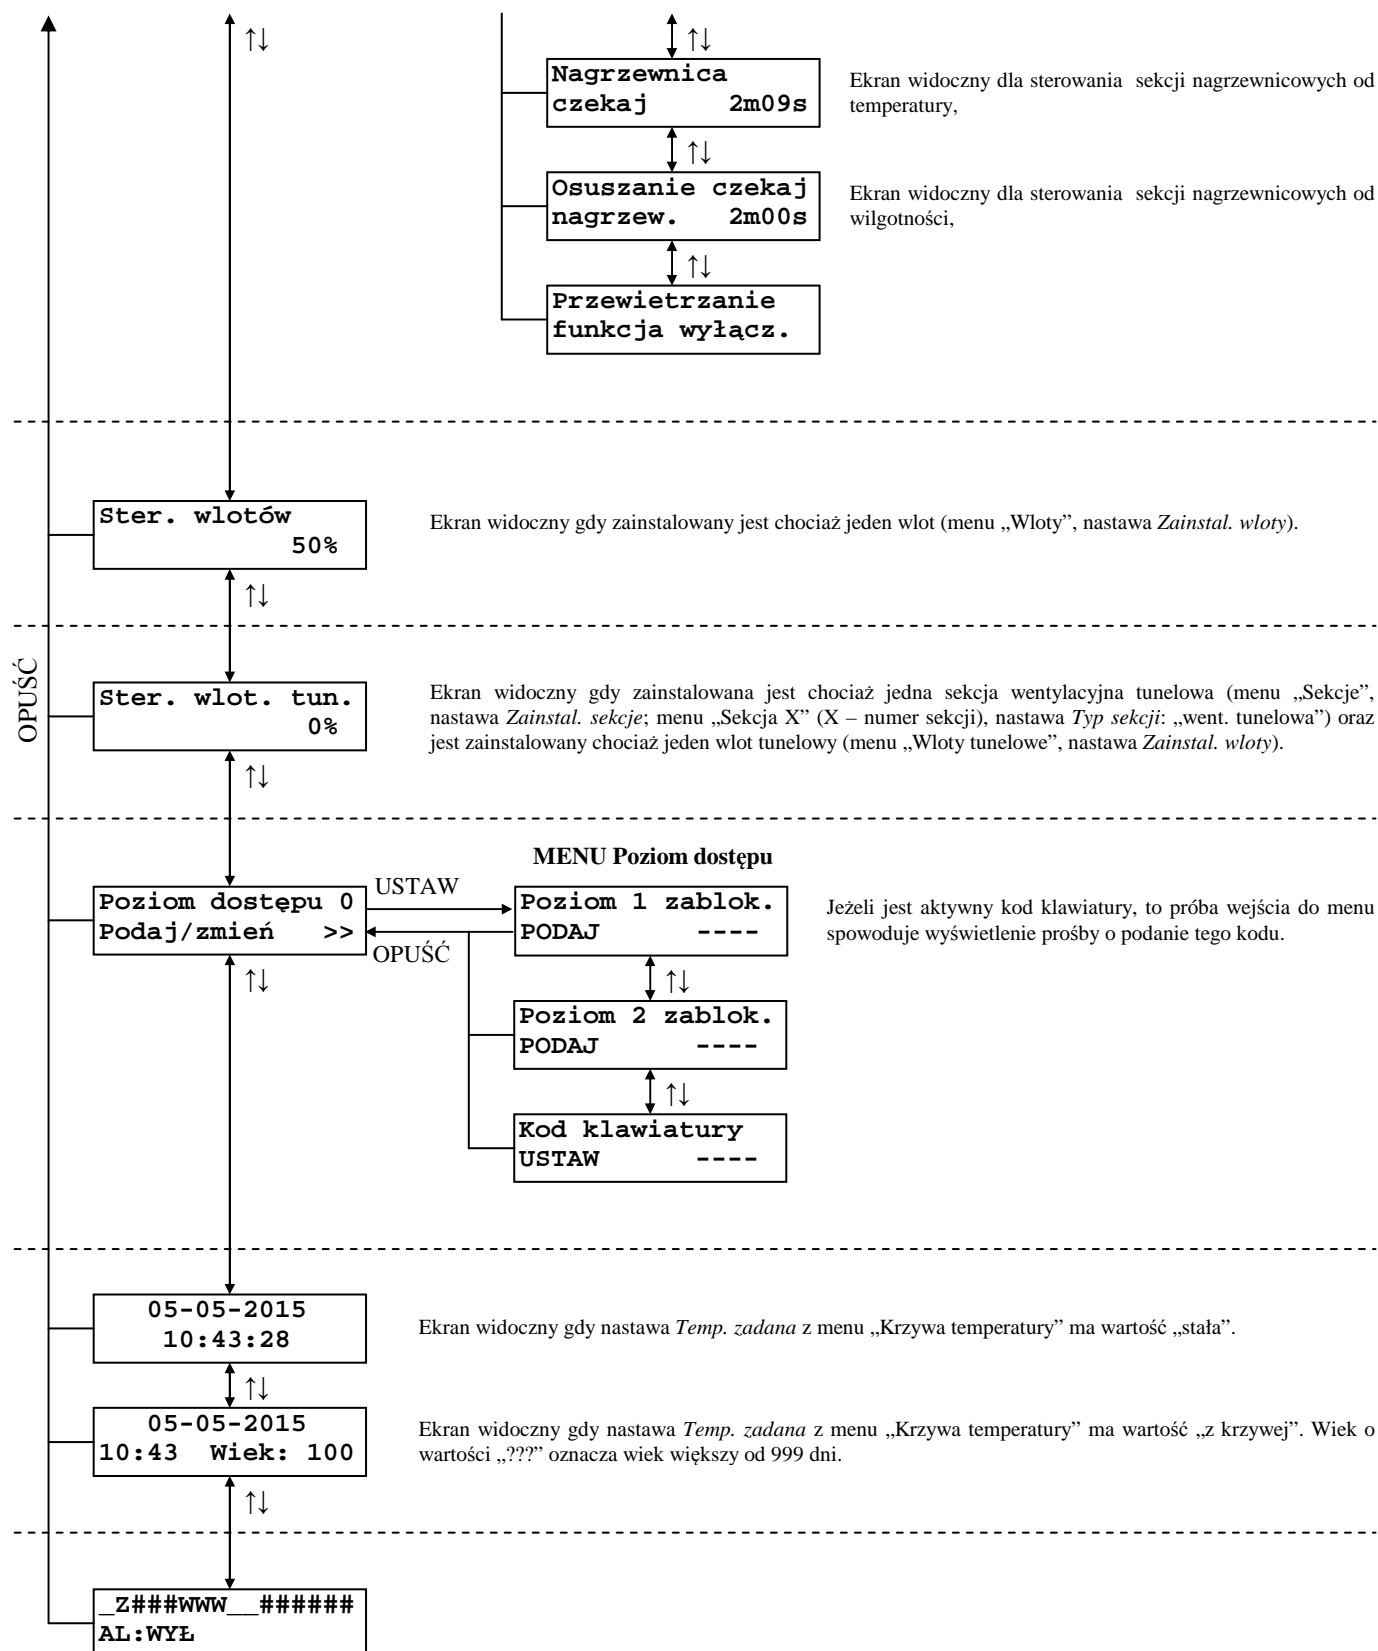 ↑↓
↑↓
Nagrzewnica
czekaj 2m09s
Ekran widoczny dla sterowania sekcji nagrzewnicowych od
temperatury,
↑↓
Osuszanie czekaj
nagrzew. 2m00s
Ekran widoczny dla sterowania sekcji nagrzewnicowych od
wilgotności,
↑↓
Przewietrzanie
funkcja wyłącz.
Ster. wlotów
50%
Ekran widoczny gdy zainstalowany jest chociaż jeden wlot (menu „Wloty”, nastawa Zainstal. wloty).
↑↓
OPUŚĆ
Ster. wlot. tun.
0%
Ekran widoczny gdy zainstalowana jest chociaż jedna sekcja wentylacyjna tunelowa (menu „Sekcje”,
nastawa Zainstal. sekcje; menu „Sekcja X” (X – numer sekcji), nastawa Typ sekcji: „went. tunelowa”) oraz
jest zainstalowany chociaż jeden wlot tunelowy (menu „Wloty tunelowe”, nastawa Zainstal. wloty).
↑↓
MENU Poziom dostępu
Poziom dostępu 0
Podaj/zmień >>
USTAW
OPUŚĆ
Poziom 1 zablok.
PODAJ ----
Jeżeli jest aktywny kod klawiatury, to próba wejścia do menu
spowoduje wyświetlenie prośby o podanie tego kodu.
↑↓
↑↓
Poziom 2 zablok.
PODAJ ----
↑↓
Kod klawiatury
USTAW ----
05-05-2015
10:43:28
Ekran widoczny gdy nastawa Temp. zadana z menu „Krzywa temperatury” ma wartość „stała”.
↑↓
05-05-2015
10:43 Wiek: 100
Ekran widoczny gdy nastawa Temp. zadana z menu „Krzywa temperatury” ma wartość „z krzywej”. Wiek o
wartości „???” oznacza wiek większy od 999 dni.
↑↓
_Z###WWW__######
AL:WYŁ